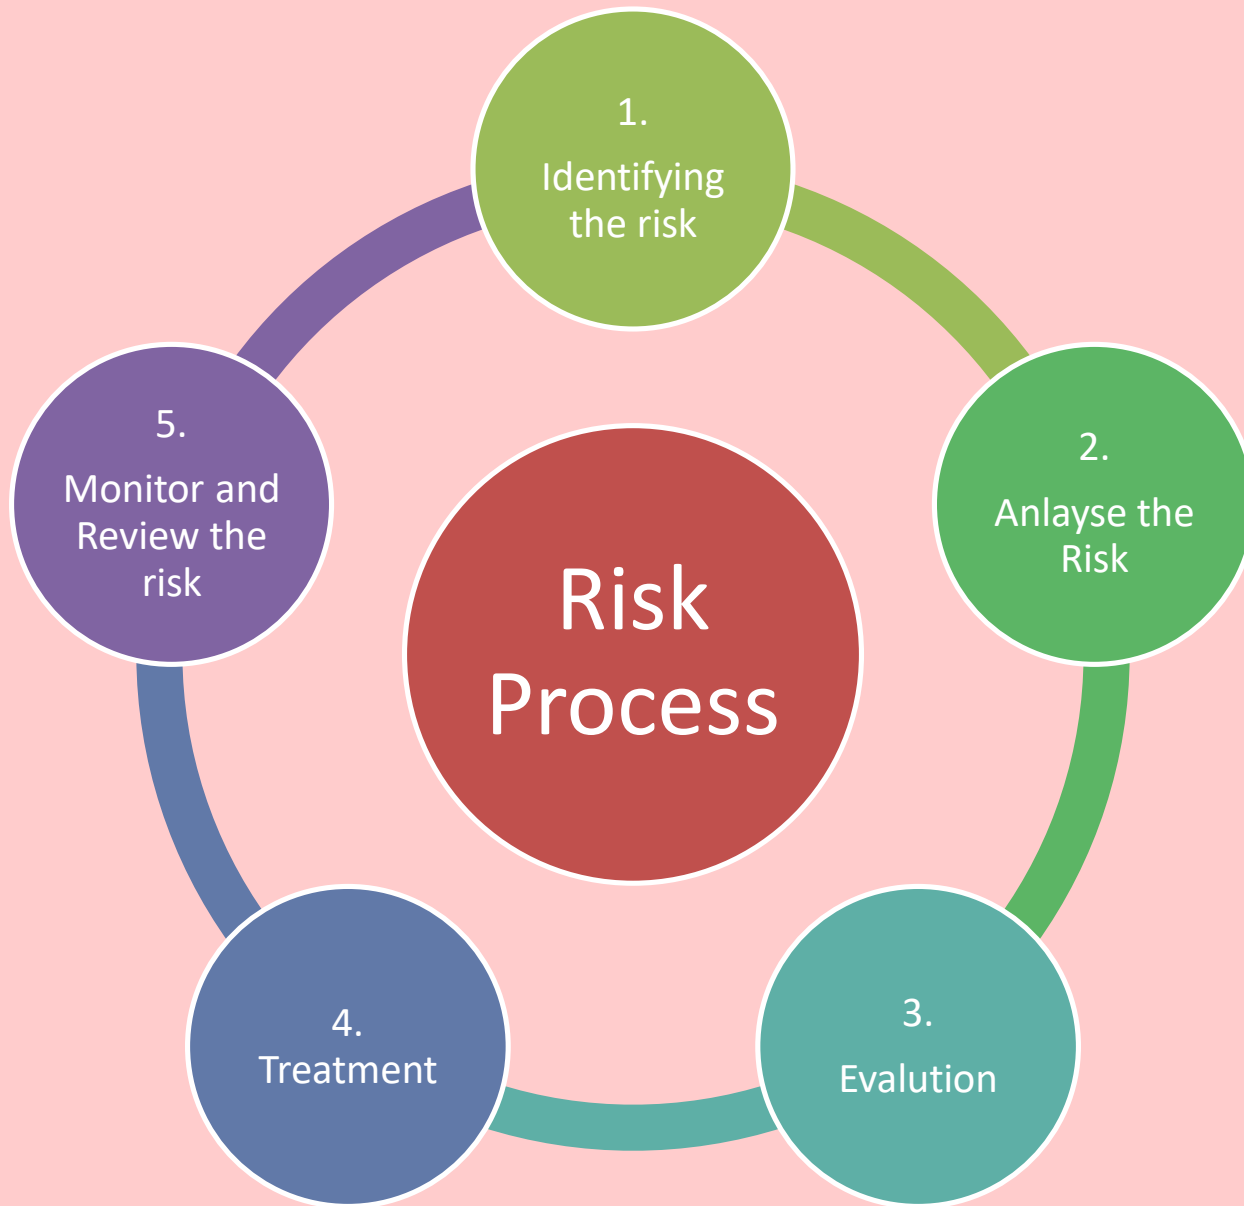 1.
Identifying
the risk
2.
Anlayse the
Risk
3.
Evalution
4.
Treatment
5.
Monitor and
Review the
risk
Risk
Process